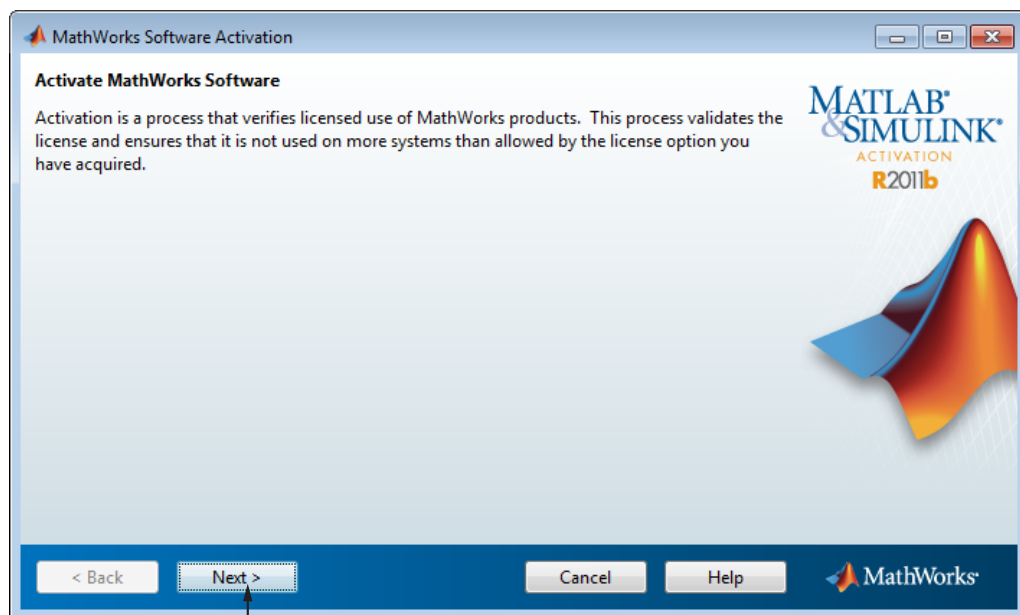 MathWorks Software Activation
Activate MathWorks Software
Activation is a process that verifies licensed use of MathWorks products.  This process validates the
license and ensures that it is not used on more systems than allowed by the license option you
have acquired.
MATLAB®
&SIMULINK®
ACTIVATION
R2011b
< Back
Next >
Cancel
Help
MathWorks®